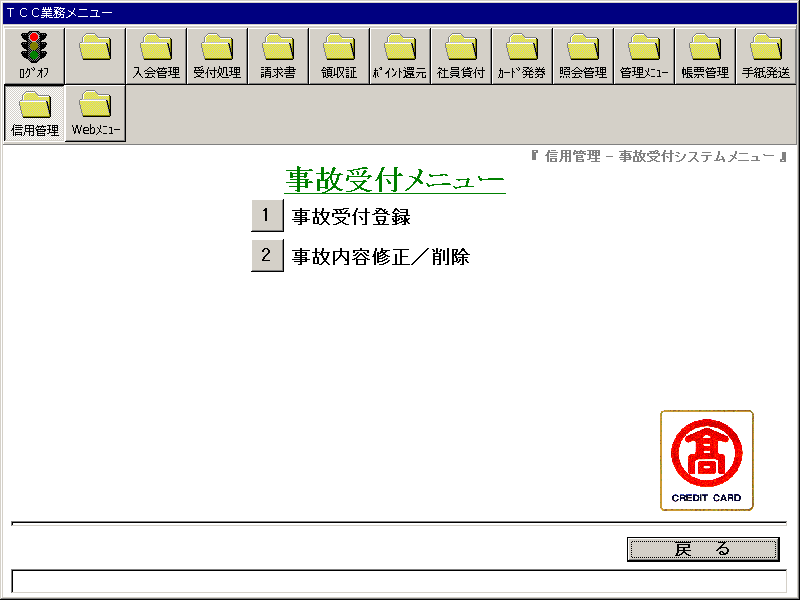 ＴＣＣ業務メニュー
ﾛｸﾞｵﾌ
入会管理
受付処理
請求書
領収証
ﾎﾟｲﾝﾄ還元
社員貸付
ｶｰﾄﾞ発券
照会管理
管理ﾒﾆｭｰ
帳票管理
手紙発送
信用管理
Webﾒﾆｭｰ
『 信用管理 － 事故受付システムメニュー 』
事故受付メニュー
1 事故受付登録
2 事故内容修正／削除
髙
CREDIT CARD
戻　る